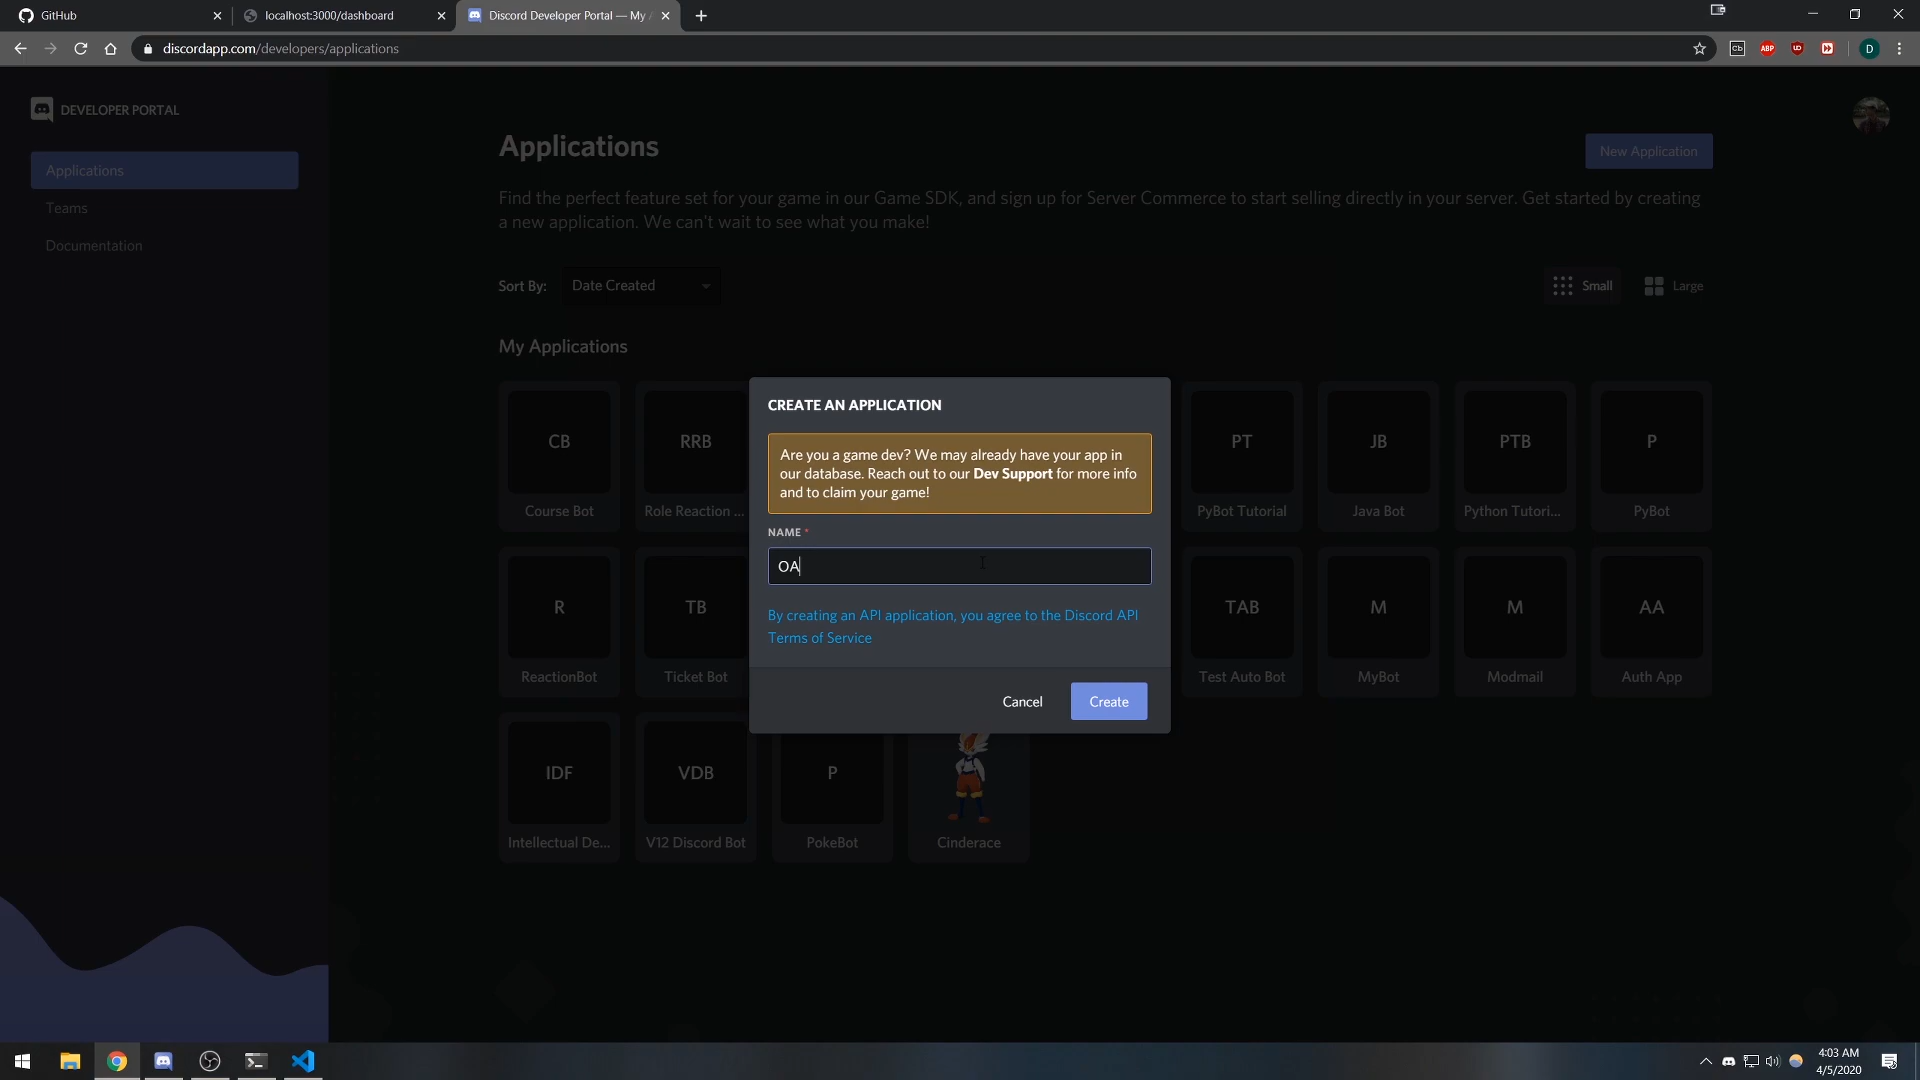 GitHub
localhost:3000/dashboard
Discord Developer Portal — My A
discordapp.com/developers/applications
Cb
ABP
UO
D
DEVELOPER PORTAL
Applications
Teams
Documentation
Applications
New Application
Find the perfect feature set for your game in our Game SDK, and sign up for Server Commerce to start selling directly in your server. Get started by creating
a new application. We can't wait to see what you make!
Sort By:
Date Created
Small
Large
My Applications
CREATE AN APPLICATION
Are you a game dev? We may already have your app in
our database. Reach out to our Dev Support for more info
and to claim your game!
NAME *
OA
By creating an API application, you agree to the Discord API
Terms of Service
Cancel
Create
CB
RRB
PT
JB
PTB
P
Course Bot
Role Reaction ...
PyBot Tutorial
Java Bot
Python Tutori...
PyBot
R
TB
TAB
M
M
AA
ReactionBot
Ticket Bot
Test Auto Bot
MyBot
Modmail
Auth App
IDF
VDB
P
Intellectual De...
V12 Discord Bot
PokeBot
Cinderace
4:03 AM
4/5/2020